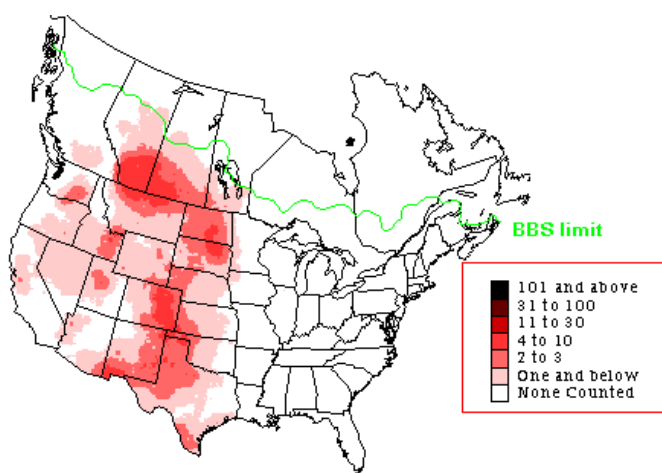 BBS limit
101 and above
31 to 100
11 to 30
4 to 10
2 to 3
One and below
None Counted